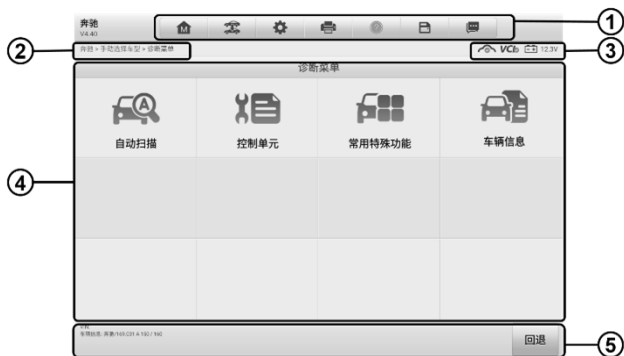 奔驰
V4.40
①
②
奔驰 > 手动选择车型 > 诊断菜单
VCI
12.3V
③
诊断菜单
自动扫描
控制单元
常用特殊功能
车辆信息
④
回退
⑤